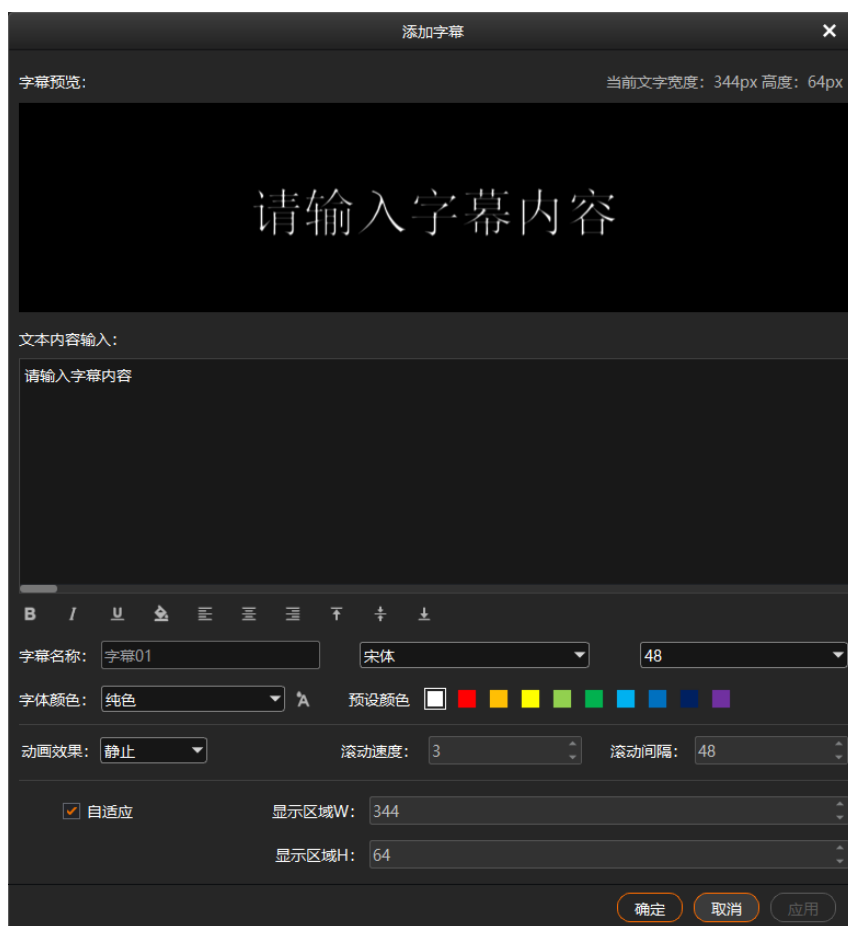 添加字幕
字幕预览： 当前文字宽度：344px 高度：64px
请输入字幕内容
文本内容输入：
请输入字幕内容
B I U
字幕名称： 字幕01 宋体 48
字体颜色： 纯色 A 预设颜色
动画效果： 静止 滚动速度： 3 滚动间隔： 48
自适应 显示区域W： 344
显示区域H： 64
确定 取消 应用